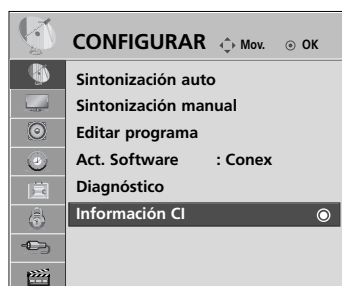 CONFIGURAR Mov. OK
Sintonización auto
Sintonización manual
Editar programa
Act. Software : Conex
Diagnóstico
Información CI